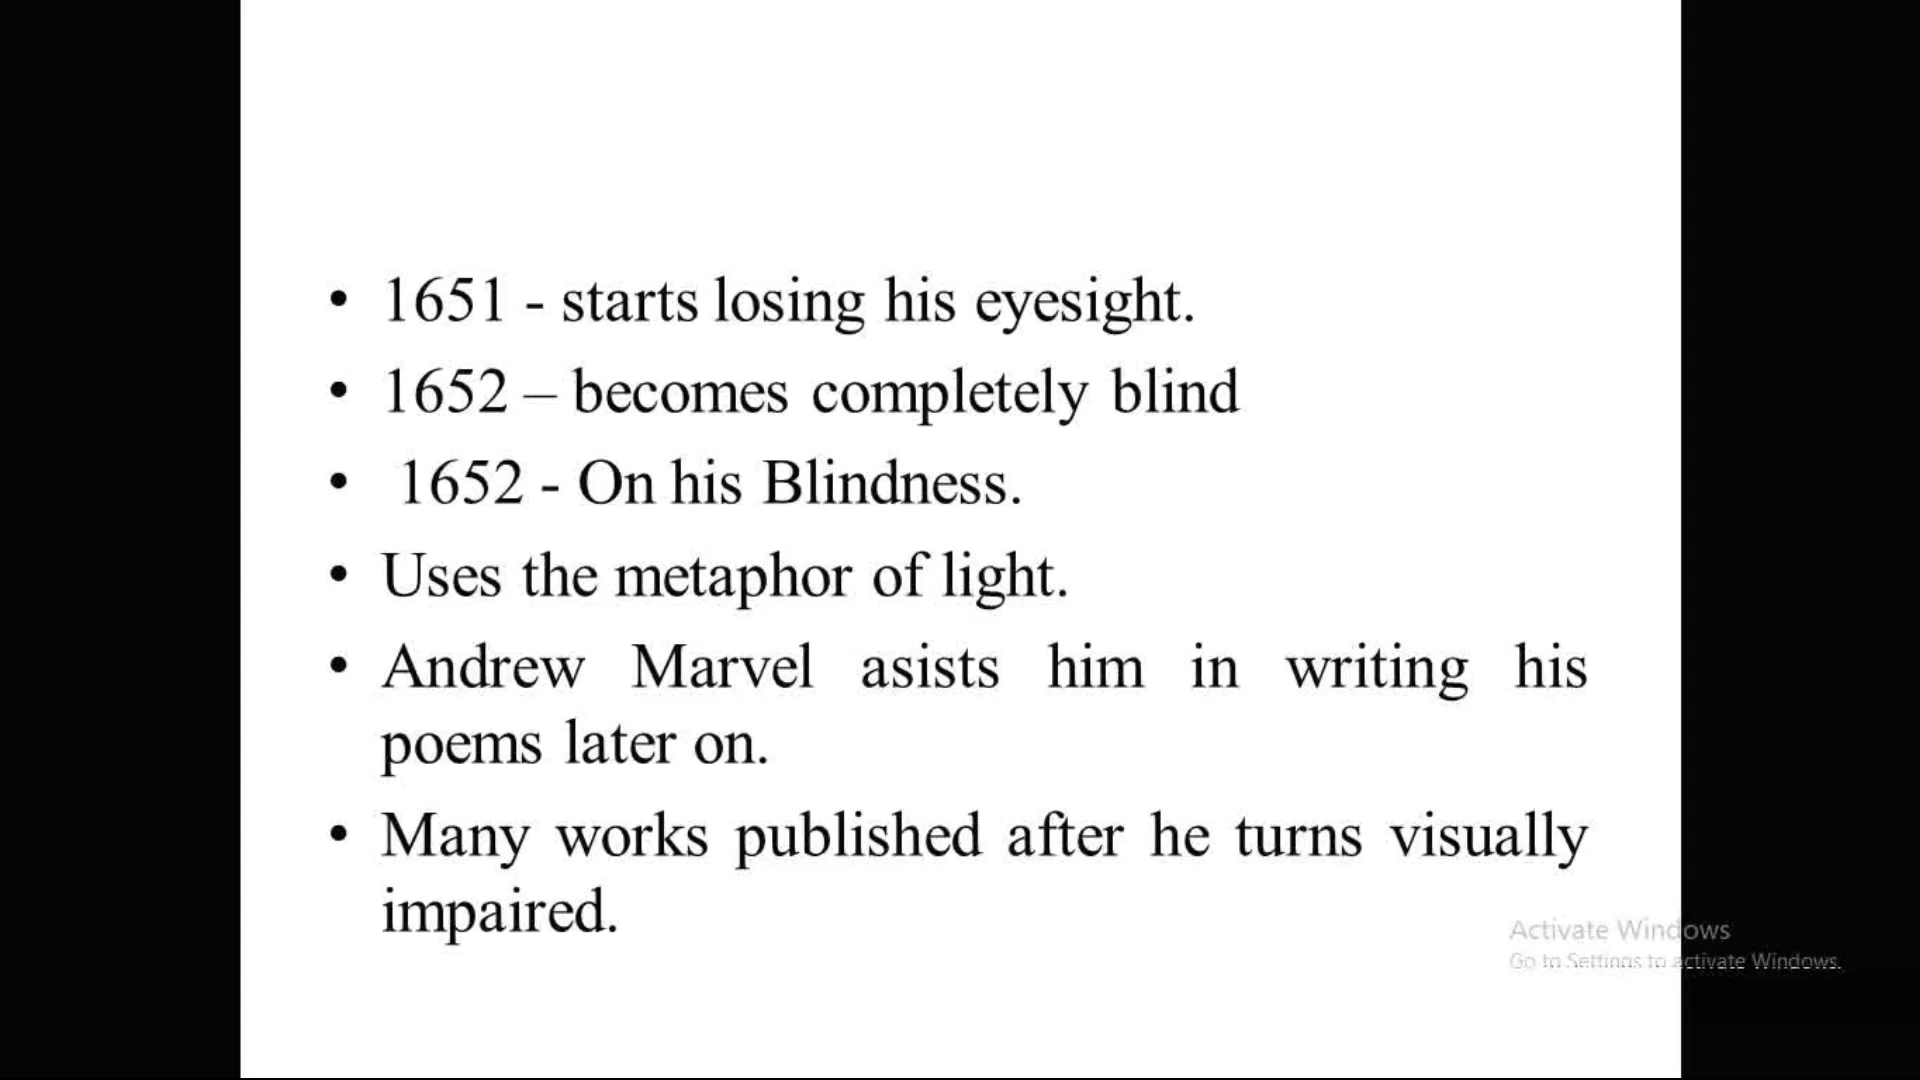 • 1651 - starts losing his eyesight.
• 1652 – becomes completely blind
• 1652 - On his Blindness.
• Uses the metaphor of light.
• Andrew Marvel asists him in writing his
poems later on.
• Many works published after he turns visually
impaired.
Activate Windows
Go to Settings to activate Windows.